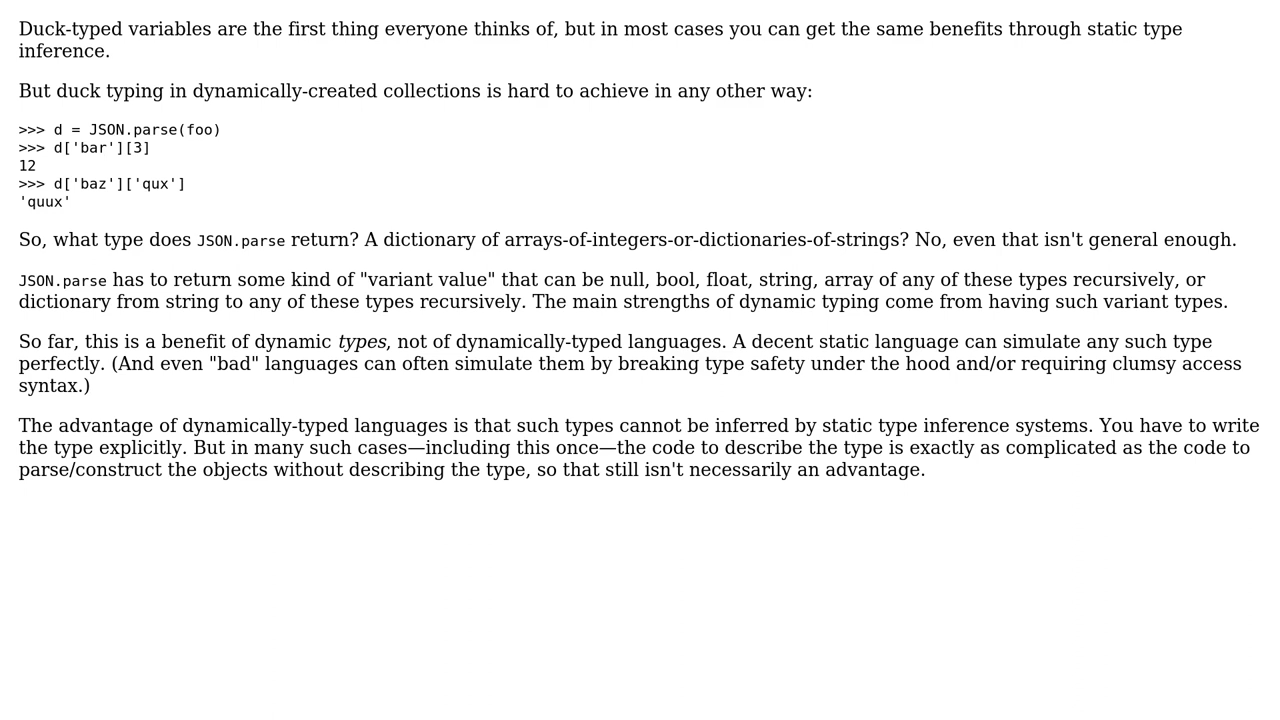 Duck-typed variables are the first thing everyone thinks of, but in most cases you can get the same benefits through static type
inference.
But duck typing in dynamically-created collections is hard to achieve in any other way:
>>> d = JSON.parse(foo)
>>> d['bar'][3]
12
>>> d['baz']['qux']
'quux'
So, what type does JSON.parse return? A dictionary of arrays-of-integers-or-dictionaries-of-strings? No, even that isn't general enough.
JSON.parse has to return some kind of "variant value" that can be null, bool, float, string, array of any of these types recursively, or
dictionary from string to any of these types recursively. The main strengths of dynamic typing come from having such variant types.
So far, this is a benefit of dynamic types, not of dynamically-typed languages. A decent static language can simulate any such type
perfectly. (And even "bad" languages can often simulate them by breaking type safety under the hood and/or requiring clumsy access
syntax.)
The advantage of dynamically-typed languages is that such types cannot be inferred by static type inference systems. You have to write
the type explicitly. But in many such cases—including this once—the code to describe the type is exactly as complicated as the code to
parse/construct the objects without describing the type, so that still isn't necessarily an advantage.